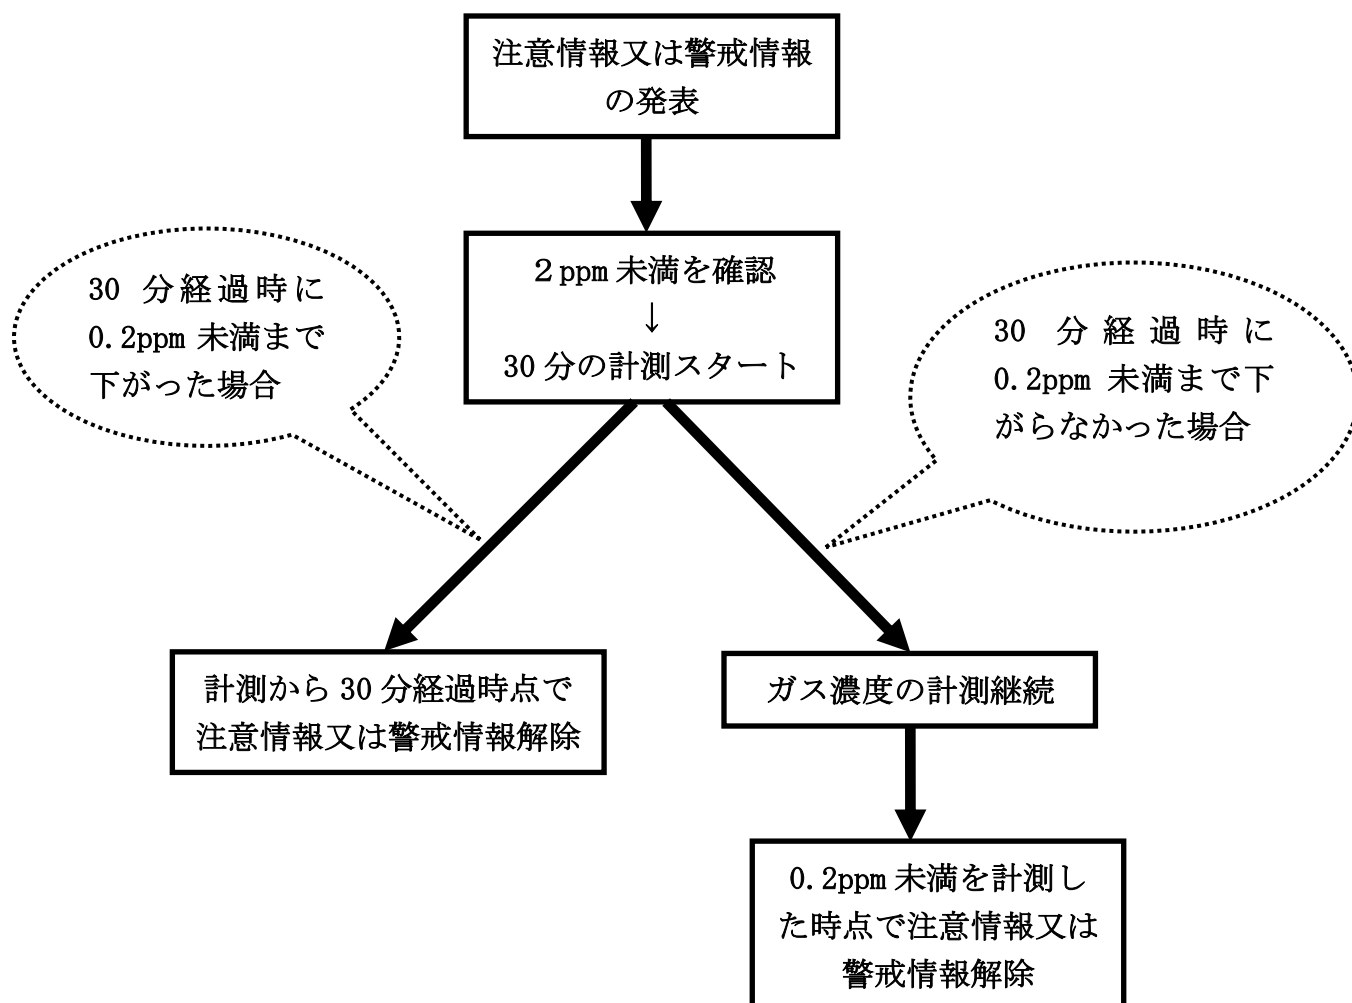 注意情報又は警戒情報
の発表
２ppm 未満を確認
↓
30 分の計測スタート
30 分経過時に
0.2ppm 未満まで
下がった場合
30 分経過時に
0.2ppm 未満まで下
がらなかった場合
計測から 30 分経過時点で
注意情報又は警戒情報解除
ガス濃度の計測継続
0.2ppm 未満を計測し
た時点で注意情報又は
警戒情報解除